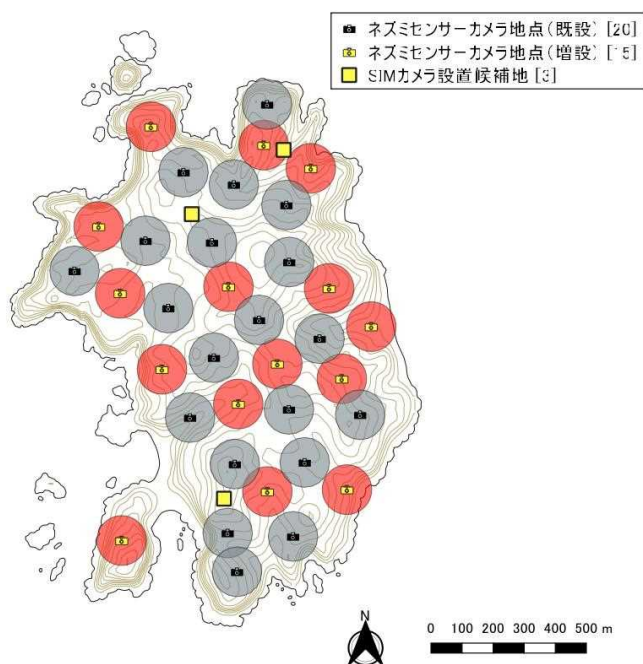 ネズミセンサーカメラ地点(既設) [20]
ネズミセンサーカメラ地点(増設) [15]
SIMカメラ設置候補地 [3]
N
0 100 200 300 400 500 m